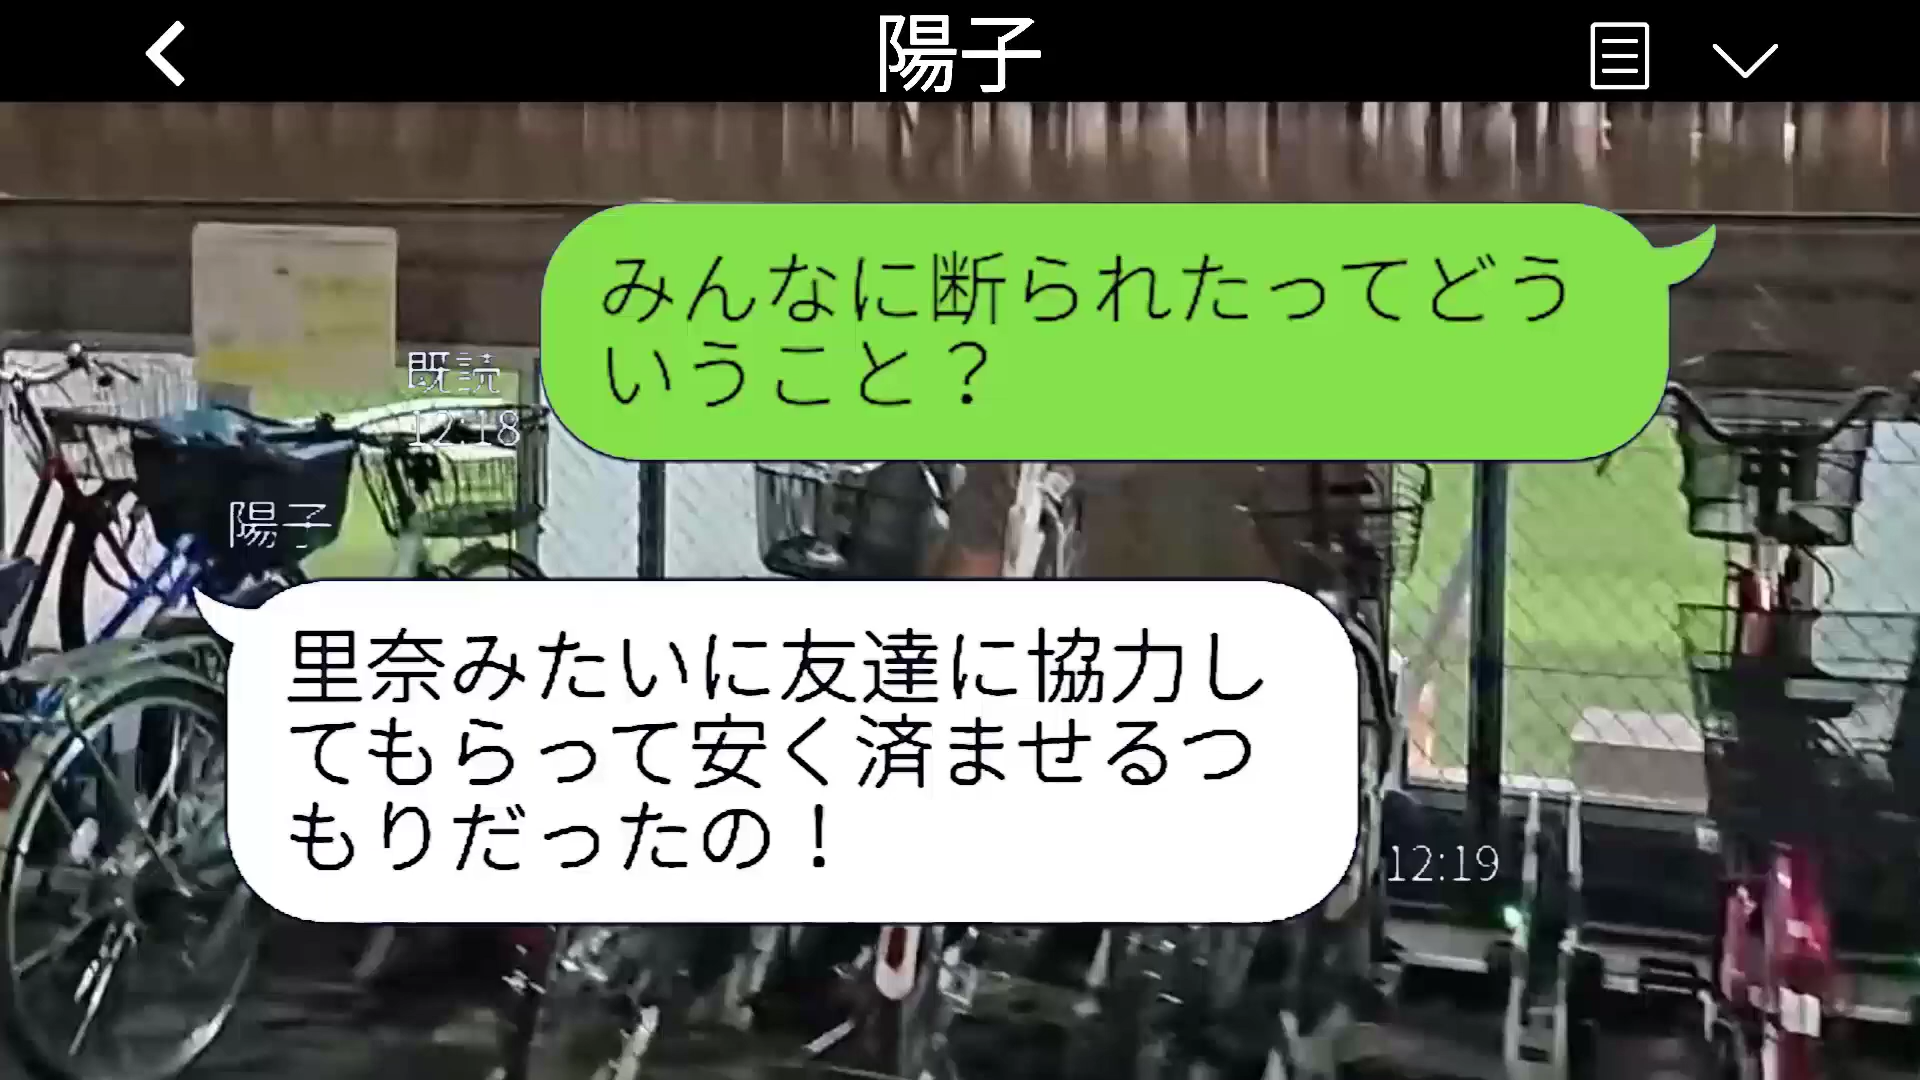 陽子
みんなに断られたってどう
いうこと？
既読
12:18
陽子
里奈みたいに友達に協力し
てもらって安く済ませるつ
もりだったの！
12:19